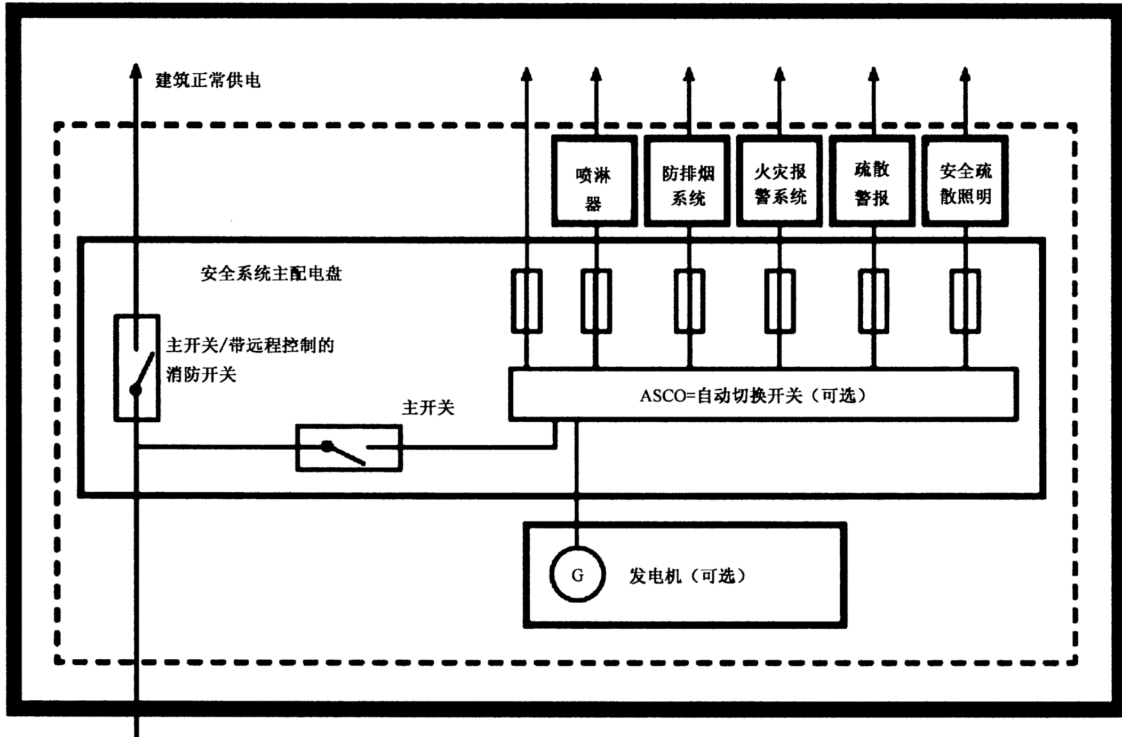 建筑正常供电
喷淋
器
防排烟
系统
火灾报
警系统
疏散
警报
安全疏
散照明
安全系统主配电盘
主开关/带远程控制的
消防开关
主开关
ASCO=自动切换开关（可选）
G
发电机（可选）